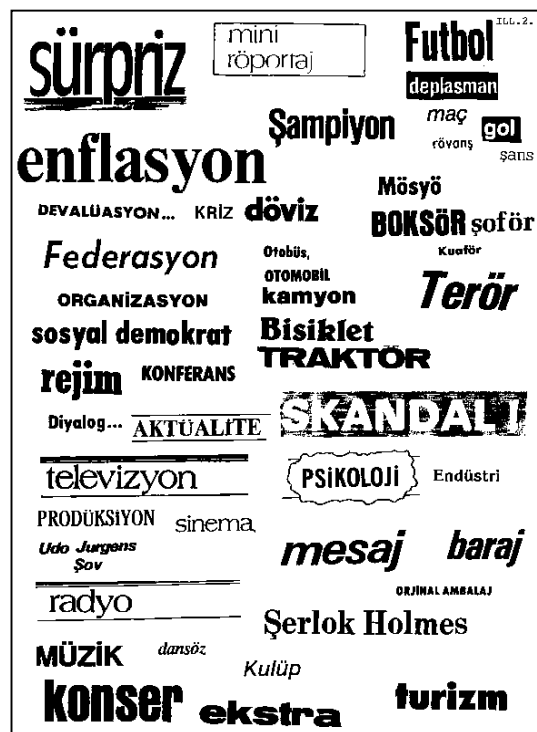 ILL.2.
sürpriz
mini
röportaj
Futbol
deplasman
Şampiyon
maç
gol
rövanş
şans
enflasyon
Mösyö
DEVALÜASYON...
KRİZ
döviz
BOKSÖR
şoför
Kuaför
Federasyon
Otobüs,
OTOMOBİL
kamyon
Terör
ORGANİZASYON
sosyal demokrat
Bisiklet
TRAKTÖR
rejim
KONFERANS
Diyalog...
AKTÜALİTE
SKANDALI
televizyon
PSİKOLOJİ
Endüstri
PRODÜKSİYON
sinema
Udo Jurgens
Şov
mesaj
baraj
radyo
ORJİNAL AMBALAJ
Şerlok Holmes
MÜZİK
dansöz
Kulüp
konser
ekstra
turizm